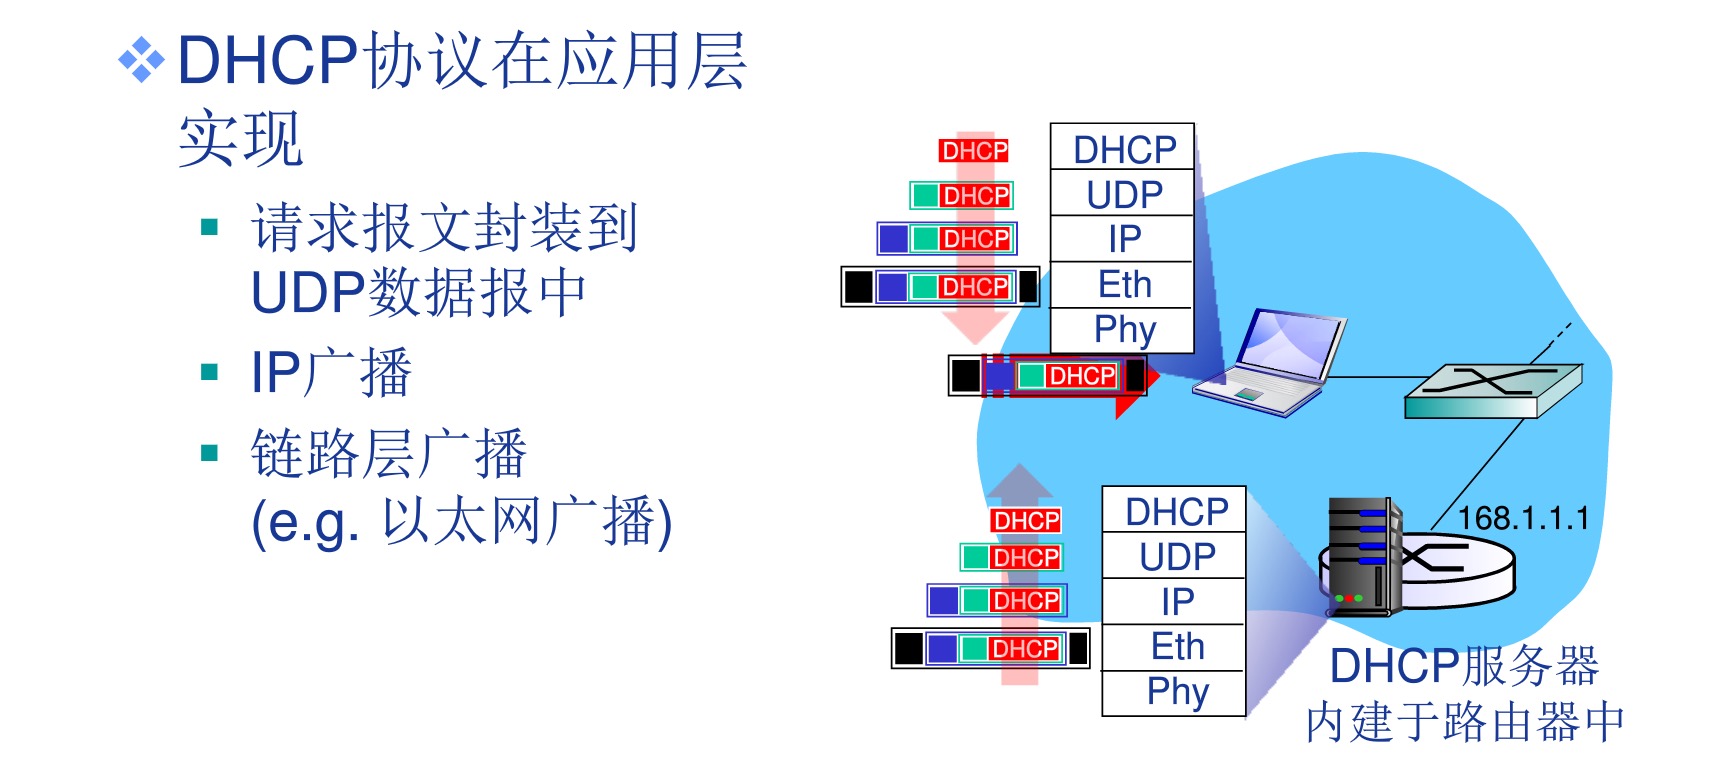 DHCP协议在应用层
实现
请求报文封装到
UDP数据报中
IP广播
链路层广播
(e.g. 以太网广播)
DHCP
DHCP
DHCP
DHCP
DHCP
DHCP
UDP
IP
Eth
Phy
DHCP
DHCP
DHCP
DHCP
DHCP
UDP
IP
Eth
Phy
168.1.1.1
DHCP服务器
内建于路由器中